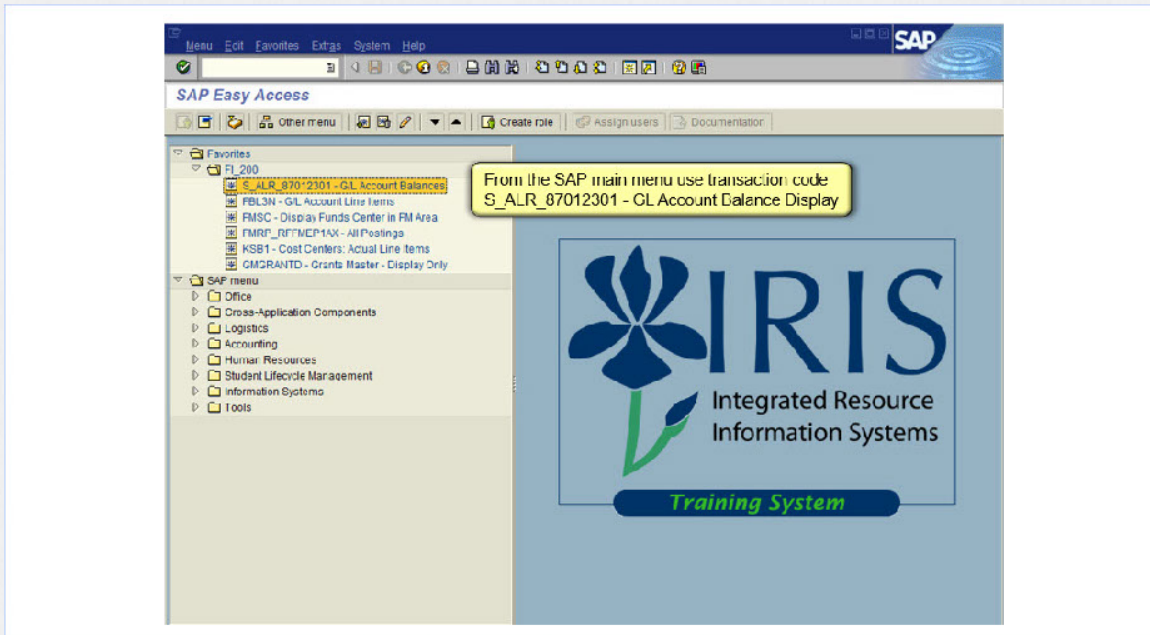 Menu Edit Favorites Extras System Help
SAP
SAP Easy Access
Other menu Create role Assign users Documentation
Favorites
FI_200
S_ALR_87012301 - G/L Account Balances
FBL3N - G/L Account Line Items
FMSC - Display Funds Center in FM Area
FMRP_RFFMEP1AX - All Postings
KSB1 - Cost Centers: Actual Line Items
GMGRANTD - Grants Master - Display Only
SAP menu
Office
Cross-Application Components
Logistics
Accounting
Human Resources
Student Lifecycle Management
Information Systems
Tools
From the SAP main menu use transaction code
S_ALR_87012301 - GL Account Balance Display
IRIS
Integrated Resource
Information Systems
Training System